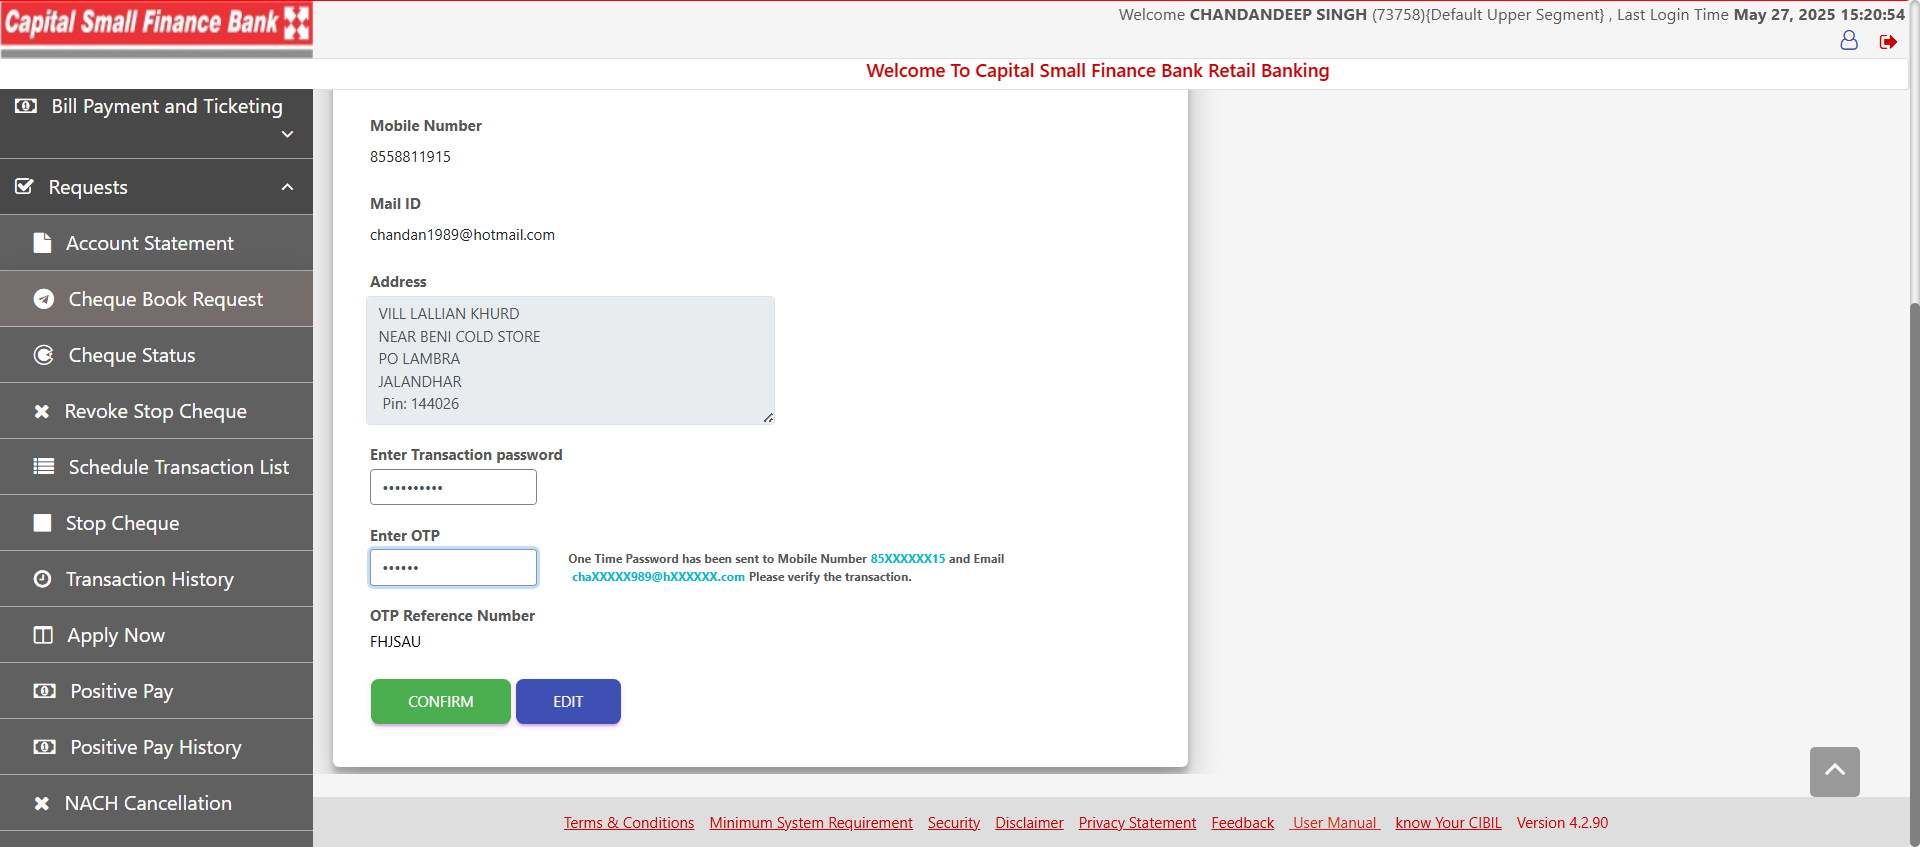 Capital Small Finance Bank
Welcome CHANDANDEEP SINGH (73758){Default Upper Segment} , Last Login Time May 27, 2025 15:20:54
Welcome To Capital Small Finance Bank Retail Banking
Bill Payment and Ticketing
Requests
Account Statement
Cheque Book Request
Cheque Status
Revoke Stop Cheque
Schedule Transaction List
Stop Cheque
Transaction History
Apply Now
Positive Pay
Positive Pay History
NACH Cancellation
Mobile Number
8558811915
Mail ID
chandan1989@hotmail.com
Address
VILL LALLIAN KHURD
NEAR BENI COLD STORE
PO LAMBRA
JALANDHAR
Pin: 144026
Enter Transaction password
••••••••••
Enter OTP
••••••
One Time Password has been sent to Mobile Number 85XXXXXX15 and Email
chaXXXXX989@hXXXXXX.com Please verify the transaction.
OTP Reference Number
FHJSAU
CONFIRM EDIT
Terms & Conditions Minimum System Requirement Security Disclaimer Privacy Statement Feedback User Manual know Your CIBIL Version 4.2.90